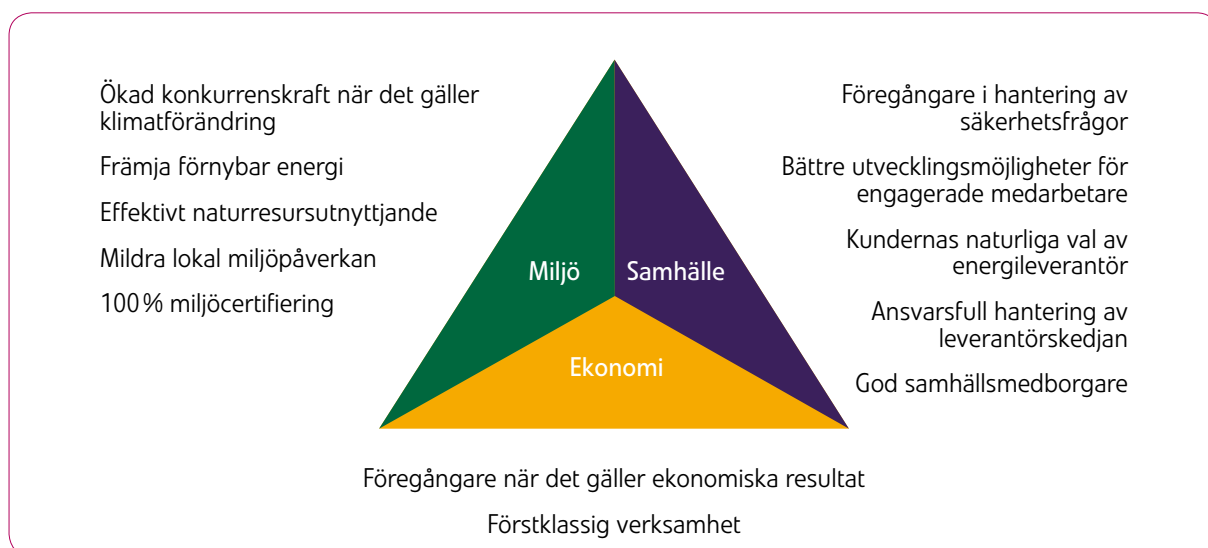 Ökad konkurrenskraft när det gäller
klimatförändring
Främja förnybar energi
Effektivt naturresursutnyttjande
Mildra lokal miljöpåverkan
100 % miljöcertifiering
Miljö
Samhälle
Ekonomi
Föregångare i hantering av
säkerhetsfrågor
Bättre utvecklingsmöjligheter för
engagerade medarbetare
Kundernas naturliga val av
energileverantör
Ansvarsfull hantering av
leverantörskedjan
God samhällsmedborgare
Föregångare när det gäller ekonomiska resultat
Förstklassig verksamhet